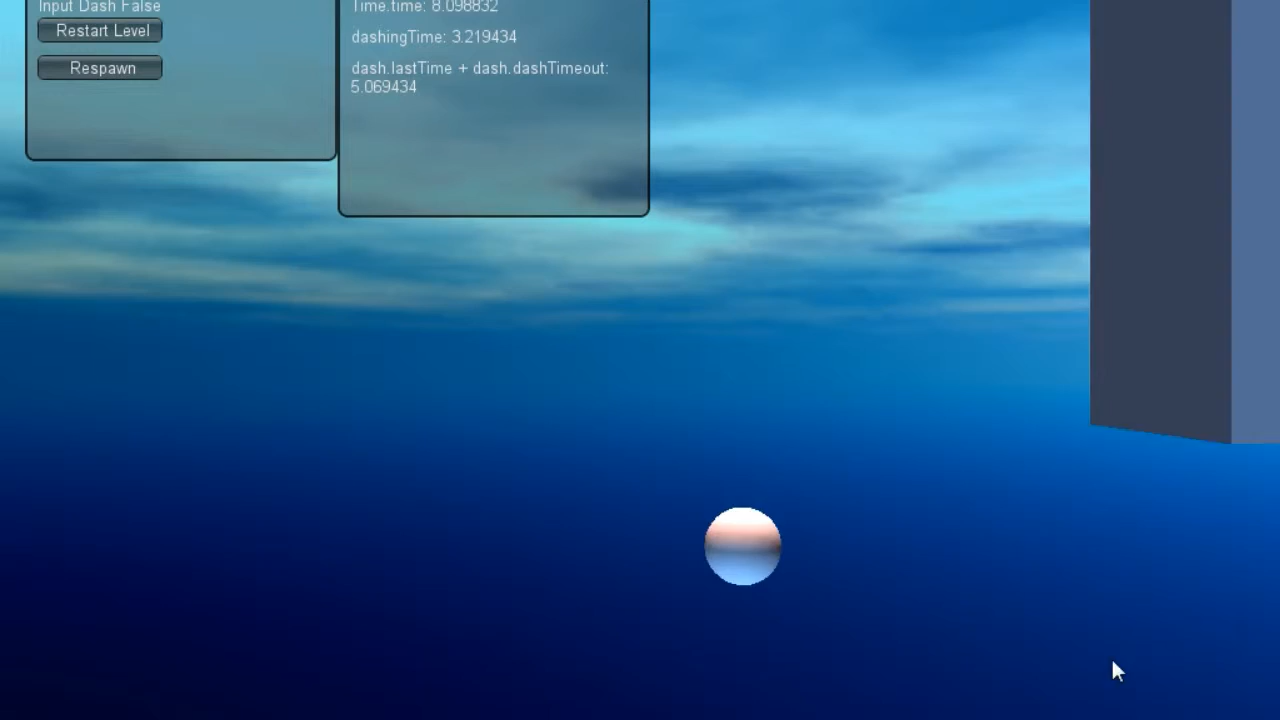 Input Dash False
Restart Level
Respawn
Time.time: 8.098832
dashingTime: 3.219434
dash.lastTime + dash.dashTimeout:
5.069434